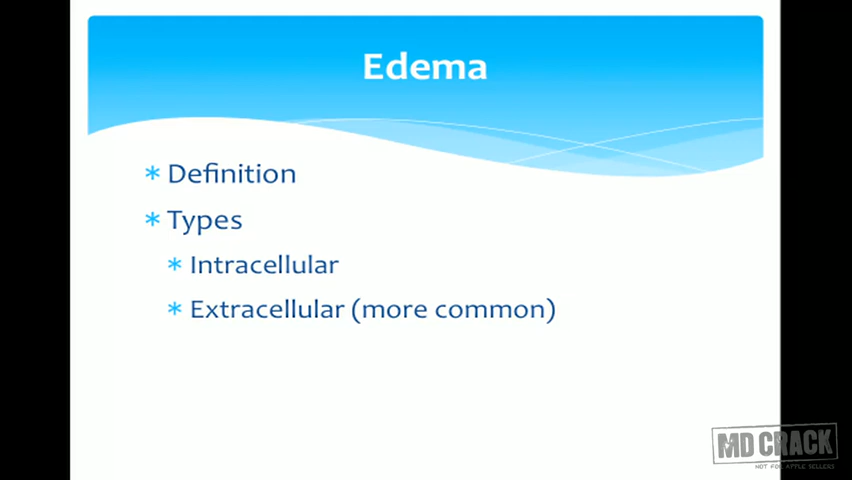 Edema
* Definition
* Types
* Intracellular
* Extracellular (more common)
MD CRACK
NOT FOR APPLE SELLERS